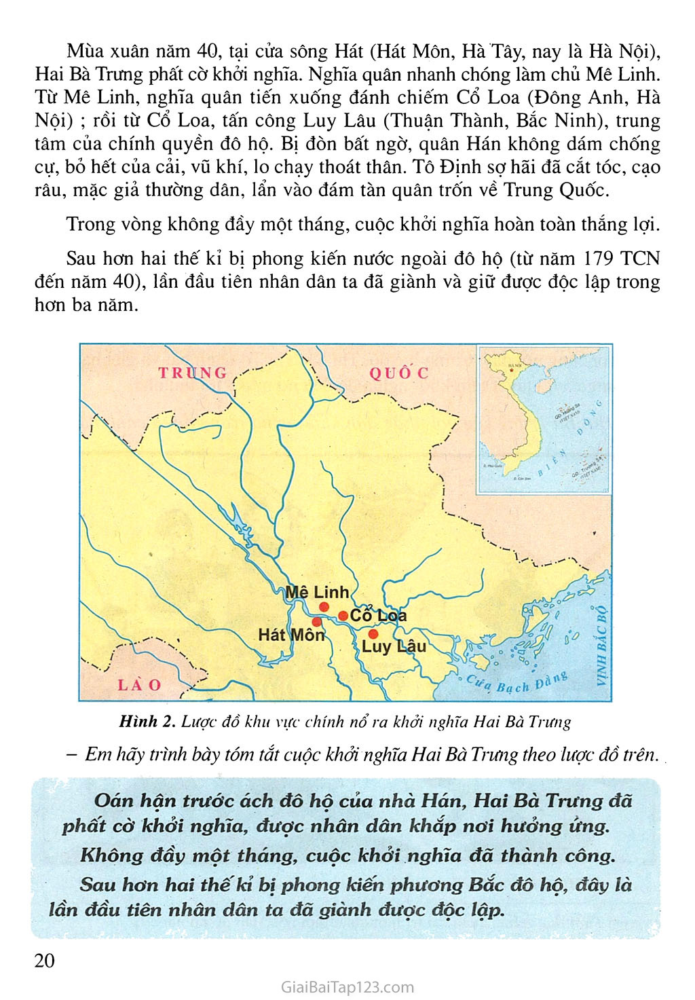 Mùa xuân năm 40, tại cửa sông Hát (Hát Môn, Hà Tây, nay là Hà Nội),
Hai Bà Trưng phất cờ khởi nghĩa. Nghĩa quân nhanh chóng làm chủ Mê Linh.
Từ Mê Linh, nghĩa quân tiến xuống đánh chiếm Cổ Loa (Đông Anh, Hà
Nội) ; rồi từ Cổ Loa, tấn công Luy Lâu (Thuận Thành, Bắc Ninh), trung
tâm của chính quyền đô hộ. Bị đòn bất ngờ, quân Hán không dám chống
cự, bỏ hết của cải, vũ khí, lo chạy thoát thân. Tô Định sợ hãi đã cắt tóc, cạo
râu, mặc giả thường dân, lẩn vào đám tàn quân trốn về Trung Quốc.
Trong vòng không đầy một tháng, cuộc khởi nghĩa hoàn toàn thắng lợi.
Sau hơn hai thế kỉ bị phong kiến nước ngoài đô hộ (từ năm 179 TCN
đến năm 40), lần đầu tiên nhân dân ta đã giành và giữ được độc lập trong
hơn ba năm.
TRUNG QUỐC
HÀ NỘI
QĐ. Hoàng Sa
(VIỆT NAM)
BIỂN ĐÔNG
Đ. Phú Quốc
Đ. Côn Sơn
QĐ. Trường Sa
(VIỆT NAM)
Mê Linh
Cổ Loa
Hát Môn
Luy Lâu
LÀO
Cửa Bạch Đằng
VỊNH BẮC BỘ
Hình 2. Lược đồ khu vực chính nổ ra khởi nghĩa Hai Bà Trưng
– Em hãy trình bày tóm tắt cuộc khởi nghĩa Hai Bà Trưng theo lược đồ trên.
Oán hận trước ách đô hộ của nhà Hán, Hai Bà Trưng đã
phất cờ khởi nghĩa, được nhân dân khắp nơi hưởng ứng.
Không đầy một tháng, cuộc khởi nghĩa đã thành công.
Sau hơn hai thế kỉ bị phong kiến phương Bắc đô hộ, đây là
lần đầu tiên nhân dân ta đã giành được độc lập.
20
GiaiBaiTap123.com